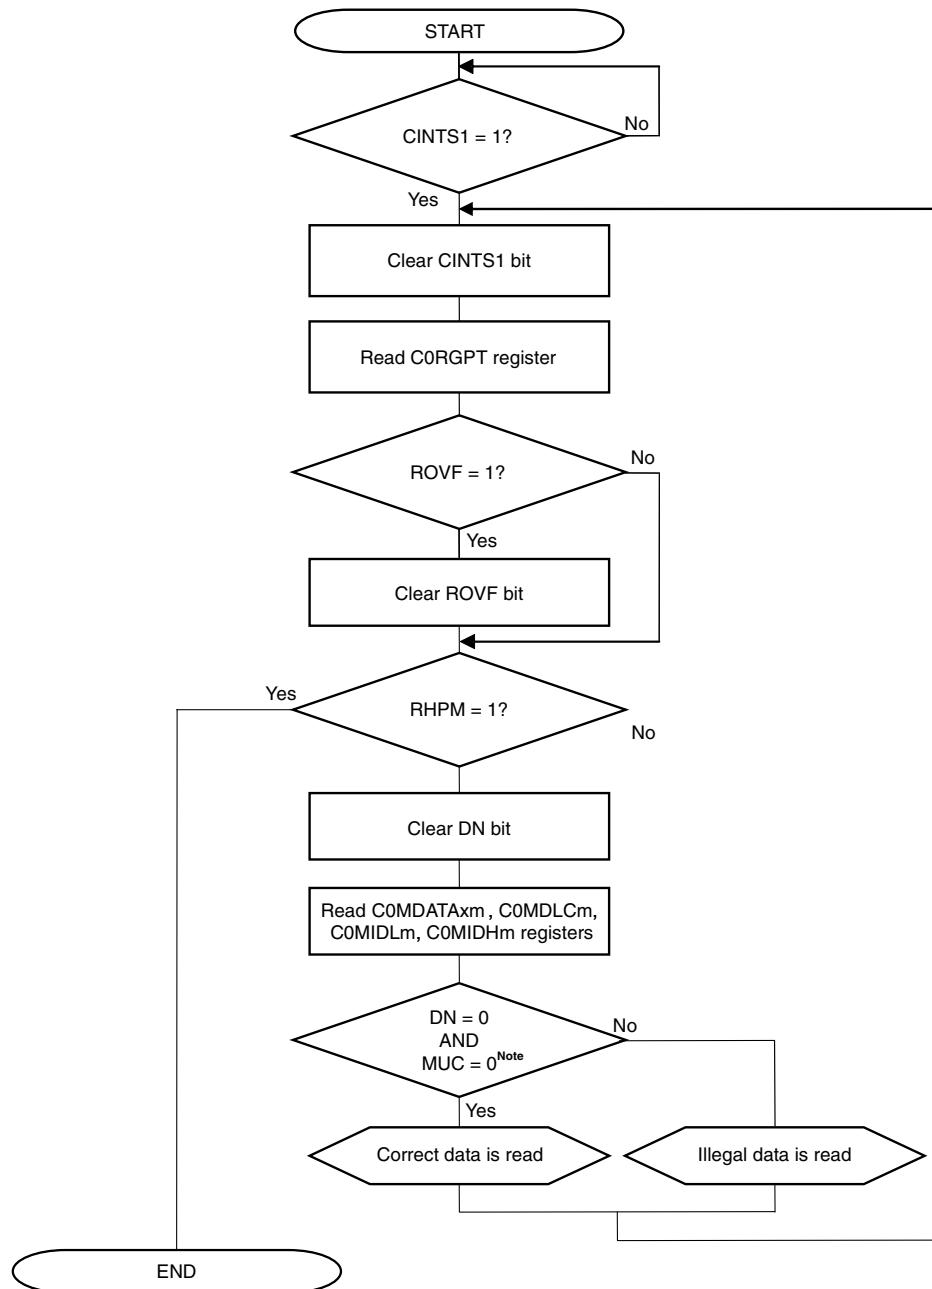 START
CINTS1 = 1?
No
Yes
Clear CINTS1 bit
Read C0RGPT register
ROVF = 1?
No
Yes
Clear ROVF bit
Yes
RHPM = 1?
No
Clear DN bit
Read C0MDATAxm , C0MDLCm,
C0MIDLm, C0MIDHm registers
DN = 0
AND
MUC = 0Note
No
Yes
Correct data is read
Illegal data is read
END